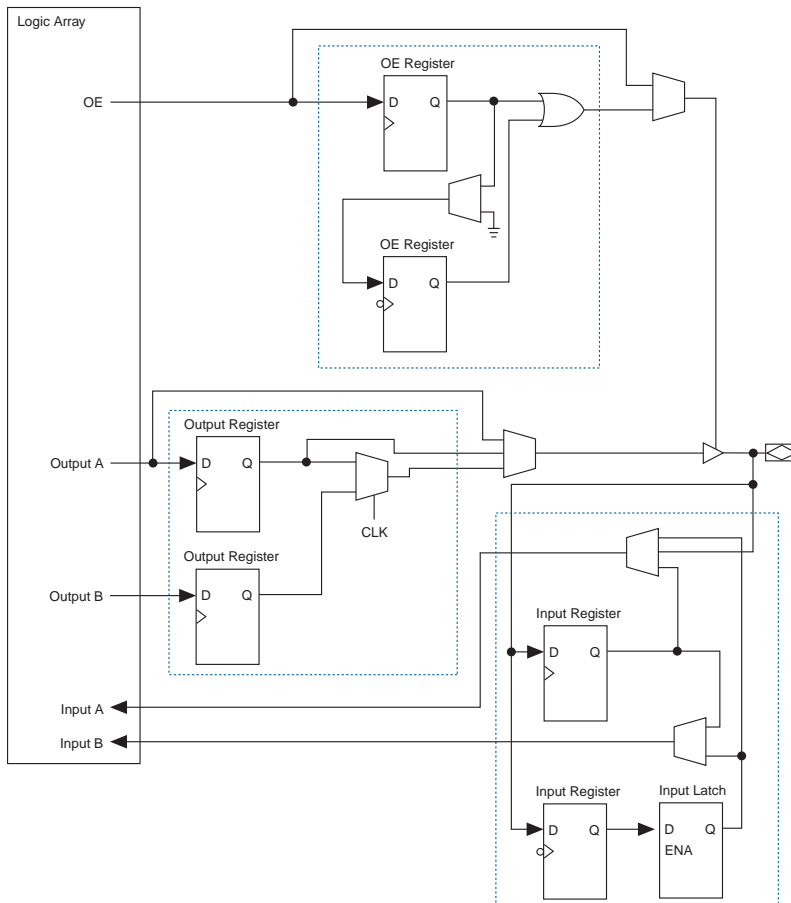 Logic Array
OE Register
OE
D Q
OE Register
D Q
Output Register
Output A
D Q
CLK
Output Register
Output B
D Q
Input Register
D Q
Input A
Input B
Input Register
Input Latch
D Q
D Q
ENA